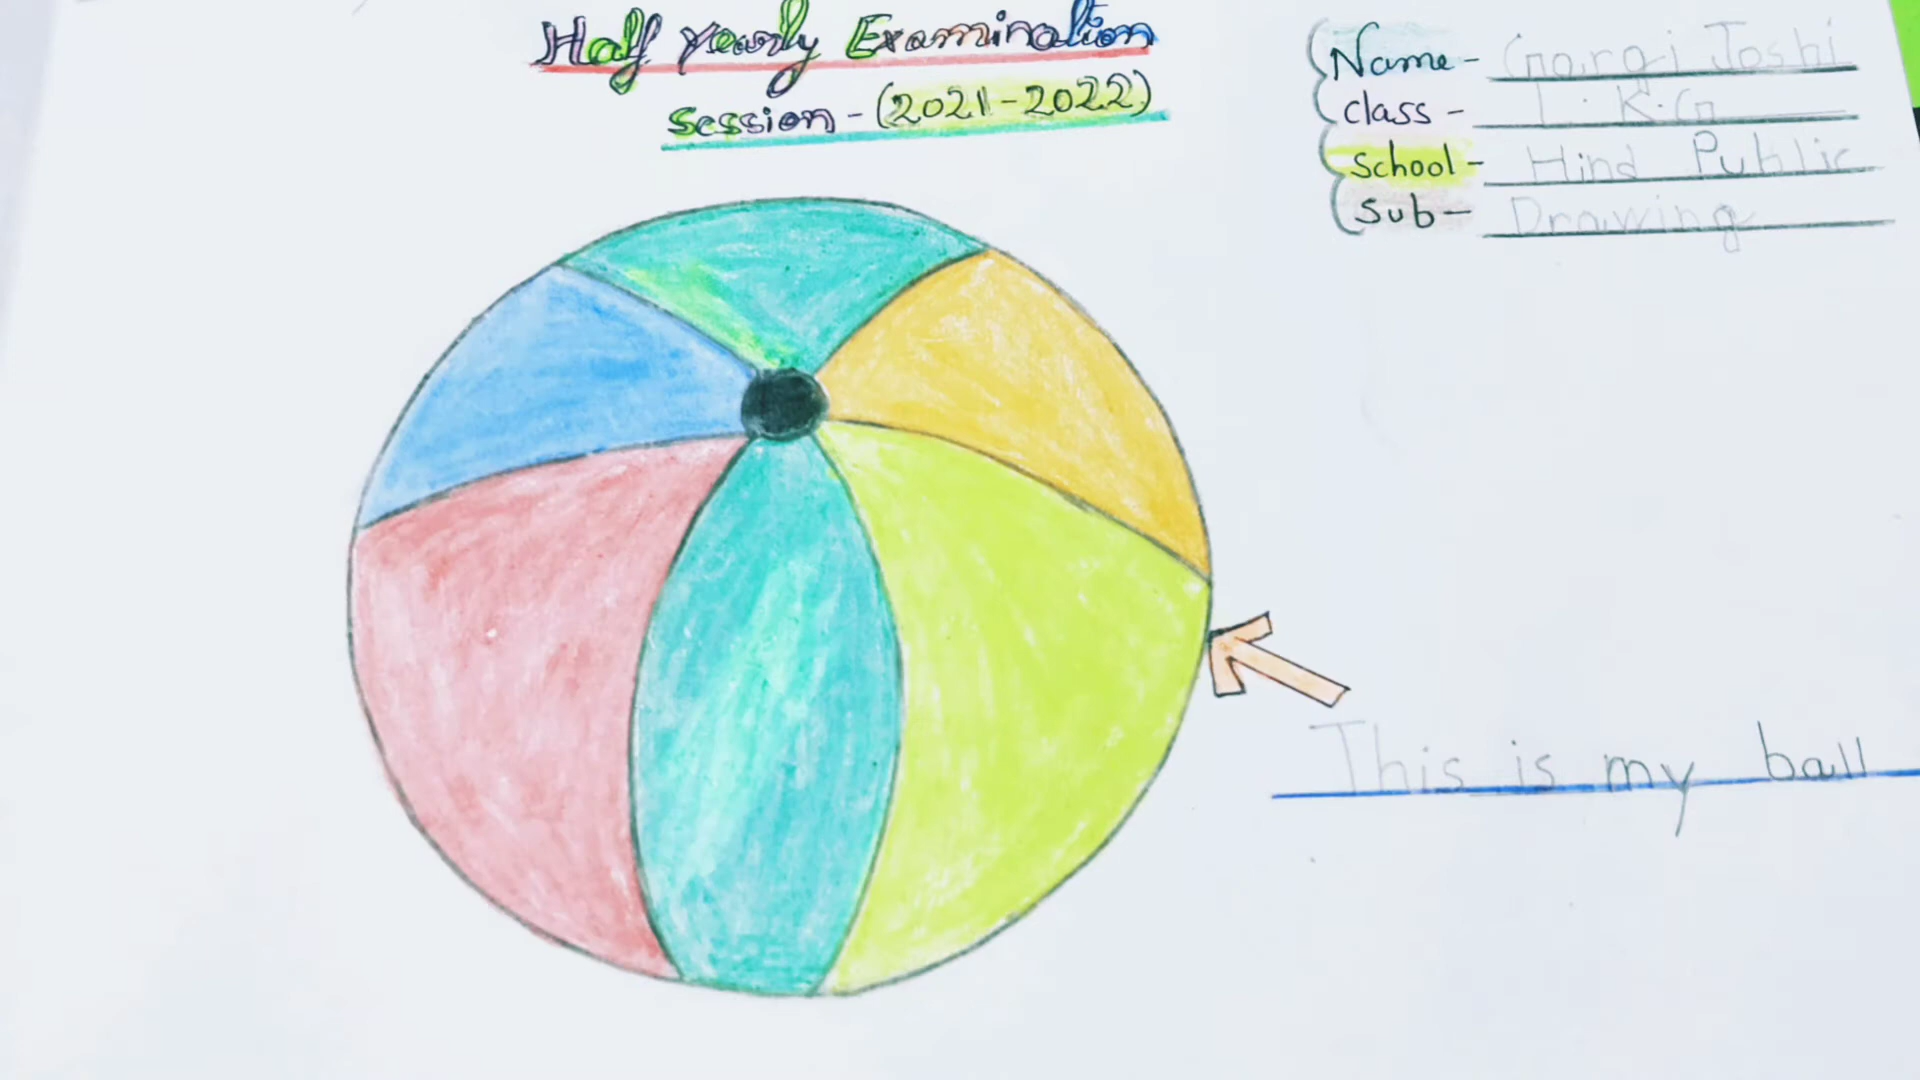 Half yearly Examination
Session - (2021-2022)
Name - Gargi Joshi
class - L.K.G
School - Hind Public
Sub - Drawing
This is my ball